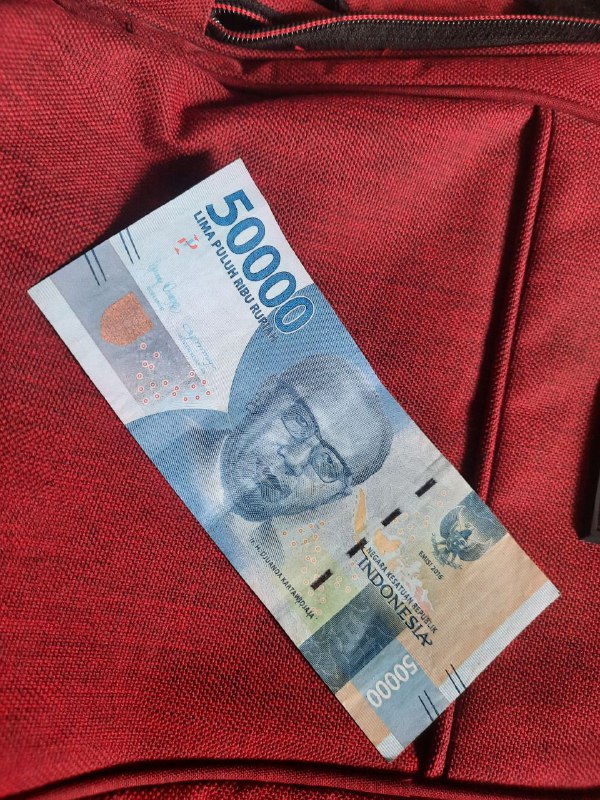 50000
LIMA PULUH RIBU RUPIAH
IR. H. DJUANDA KARTAWIDJAJA
EMISI 2016
NEGARA KESATUAN REPUBLIK
INDONESIA
50000